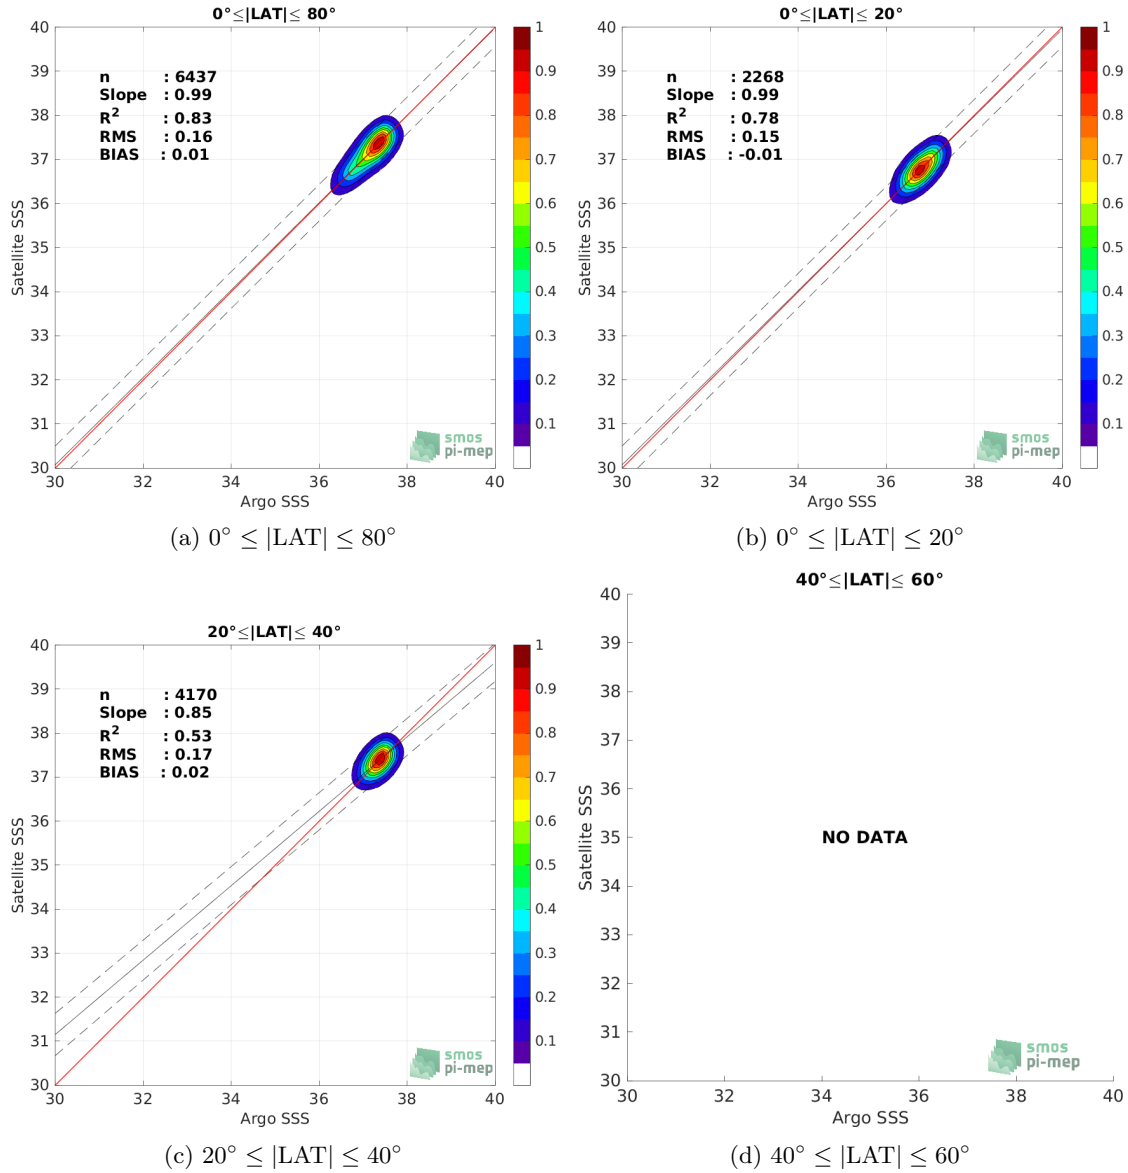 0°≤|LAT|≤ 80°
n : 6437
Slope : 0.99
R² : 0.83
RMS : 0.16
BIAS : 0.01
Satellite SSS
40
39
38
37
36
35
34
33
32
31
30
30 32 34 36 38 40
Argo SSS
1
0.9
0.8
0.7
0.6
0.5
0.4
0.3
0.2
0.1
smos
pi-mep
(a) 0° ≤ |LAT| ≤ 80°
0°≤|LAT|≤ 20°
n : 2268
Slope : 0.99
R² : 0.78
RMS : 0.15
BIAS : -0.01
Satellite SSS
40
39
38
37
36
35
34
33
32
31
30
30 32 34 36 38 40
Argo SSS
1
0.9
0.8
0.7
0.6
0.5
0.4
0.3
0.2
0.1
smos
pi-mep
(b) 0° ≤ |LAT| ≤ 20°
20°≤|LAT|≤ 40°
n : 4170
Slope : 0.85
R² : 0.53
RMS : 0.17
BIAS : 0.02
Satellite SSS
40
39
38
37
36
35
34
33
32
31
30
30 32 34 36 38 40
Argo SSS
1
0.9
0.8
0.7
0.6
0.5
0.4
0.3
0.2
0.1
smos
pi-mep
(c) 20° ≤ |LAT| ≤ 40°
40°≤|LAT|≤ 60°
NO DATA
Satellite SSS
40
39
38
37
36
35
34
33
32
31
30
30 32 34 36 38 40
Argo SSS
smos
pi-mep
(d) 40° ≤ |LAT| ≤ 60°